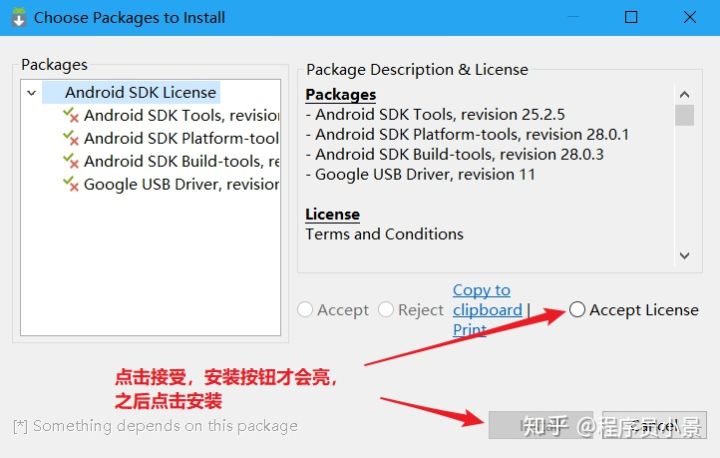 Choose Packages to Install
Packages
Android SDK License
Android SDK Tools, revision
Android SDK Platform-tool
Android SDK Build-tools, re
Google USB Driver, revision
Package Description & License
Packages
- Android SDK Tools, revision 25.2.5
- Android SDK Platform-tools, revision 28.0.1
- Android SDK Build-tools, revision 28.0.3
- Google USB Driver, revision 11
License
Terms and Conditions
Accept
Reject
Copy to
clipboard |
Print
Accept License
点击接受，安装按钮才会亮，
之后点击安装
[*] Something depends on this package
Install
Cancel
知乎 @程序员小景